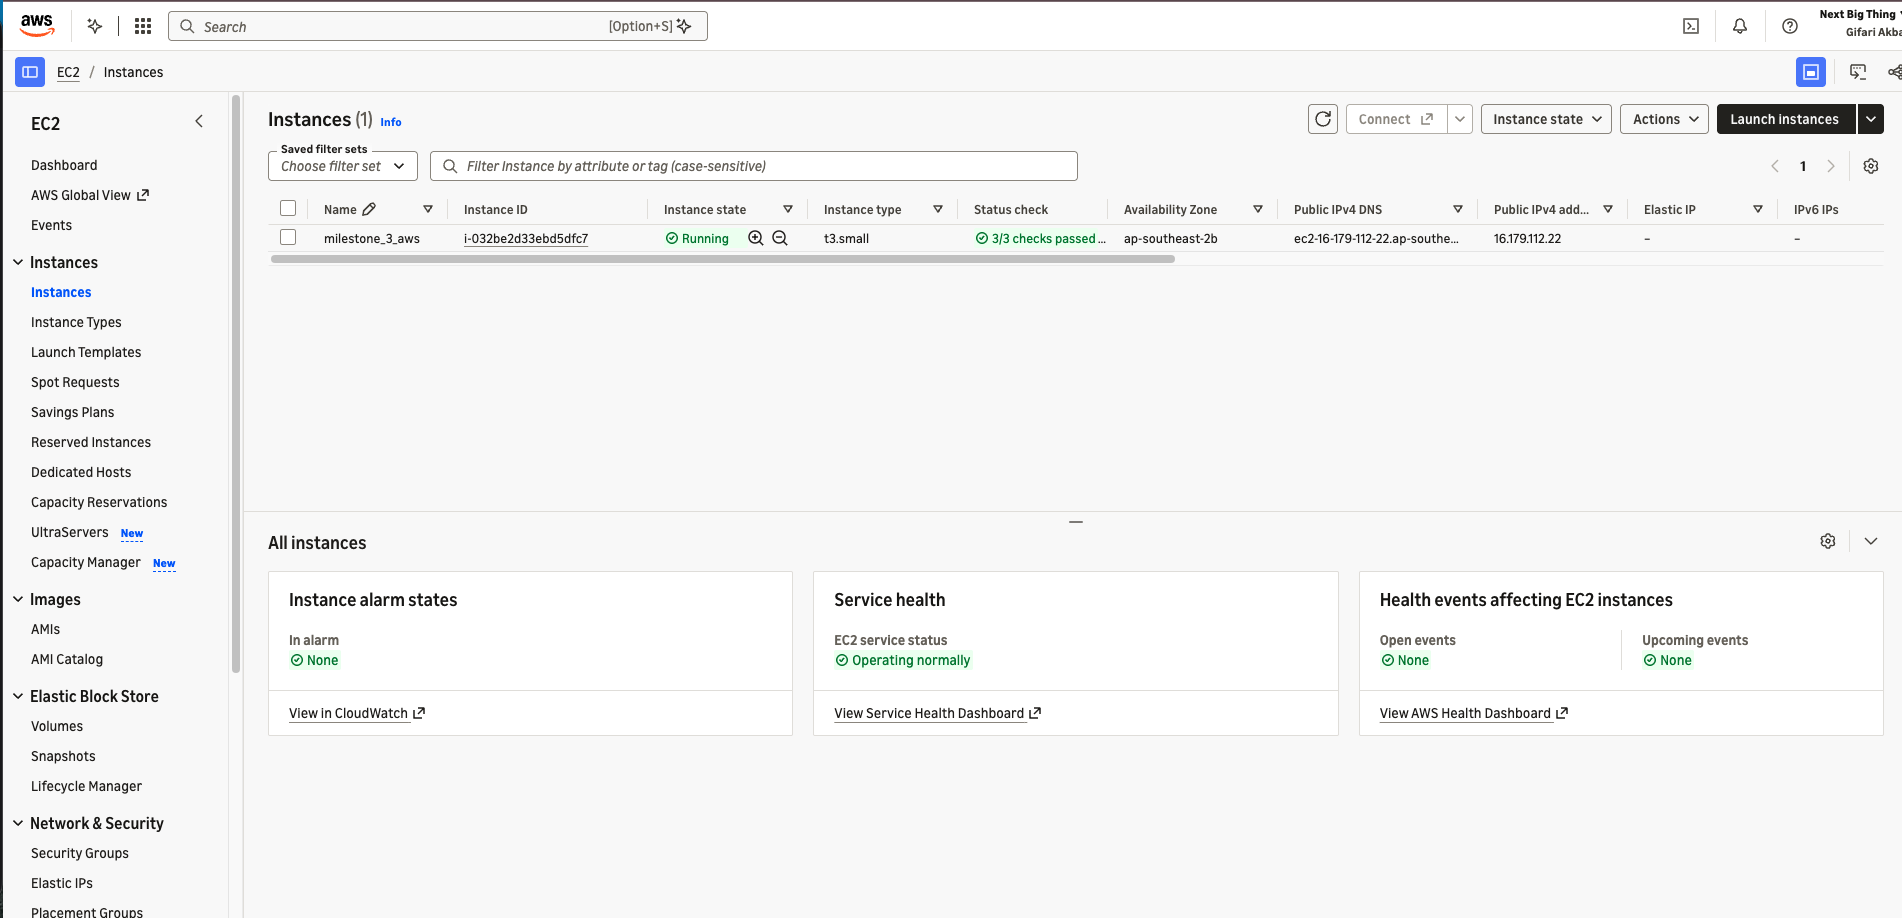 aws
Search [Option+S]
Next Big Thing
Gifari Akba
EC2 / Instances
EC2
Dashboard
AWS Global View
Events
Instances
Instances
Instance Types
Launch Templates
Spot Requests
Savings Plans
Reserved Instances
Dedicated Hosts
Capacity Reservations
UltraServers New
Capacity Manager New
Images
AMIs
AMI Catalog
Elastic Block Store
Volumes
Snapshots
Lifecycle Manager
Network & Security
Security Groups
Elastic IPs
Placement Groups
Instances (1) Info
Connect
Instance state
Actions
Launch instances
Saved filter sets
Choose filter set
Filter Instance by attribute or tag (case-sensitive)
1
Name Instance ID Instance state Instance type Status check Availability Zone Public IPv4 DNS Public IPv4 add... Elastic IP IPv6 IPs
milestone_3_aws i-032be2d33ebd5dfc7 Running t3.small 3/3 checks passed ... ap-southeast-2b ec2-16-179-112-22.ap-southe... 16.179.112.22 – –
All instances
Instance alarm states
In alarm
None
View in CloudWatch
Service health
EC2 service status
Operating normally
View Service Health Dashboard
Health events affecting EC2 instances
Open events Upcoming events
None None
View AWS Health Dashboard